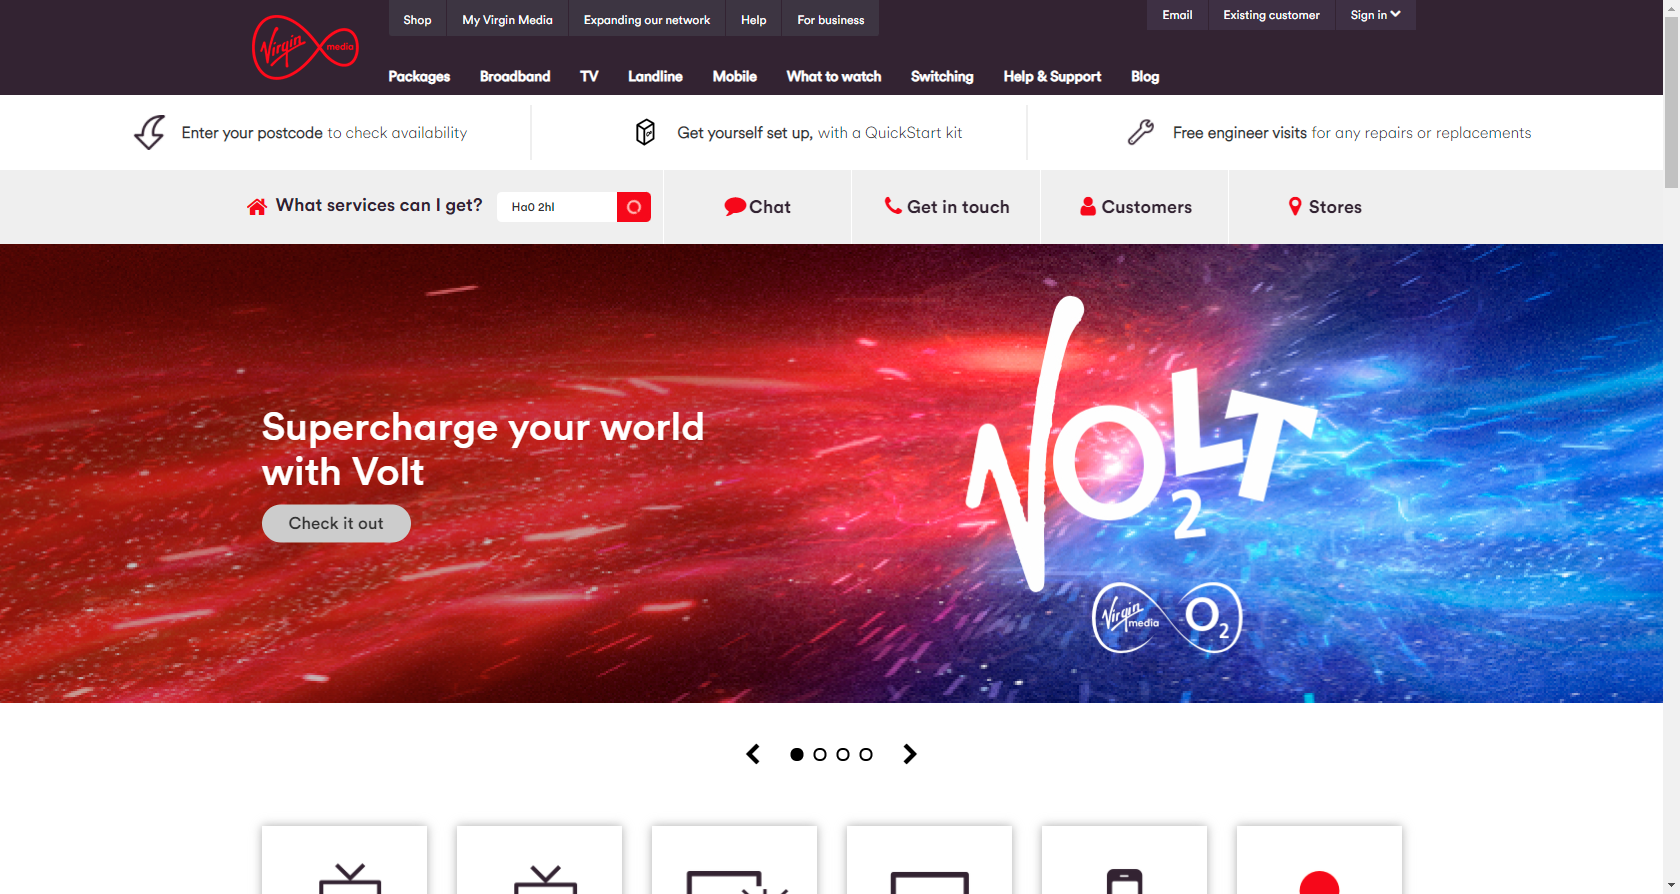 Shop My Virgin Media Expanding our network Help For business
Email Existing customer Sign in
Virgin media
Packages Broadband TV Landline Mobile What to watch Switching Help & Support Blog
Enter your postcode to check availability
Get yourself set up, with a QuickStart kit
Free engineer visits for any repairs or replacements
What services can I get? Ha0 2hl
Chat
Get in touch
Customers
Stores
Supercharge your world
with Volt
Check it out
VOLT
2
Virgin media O2